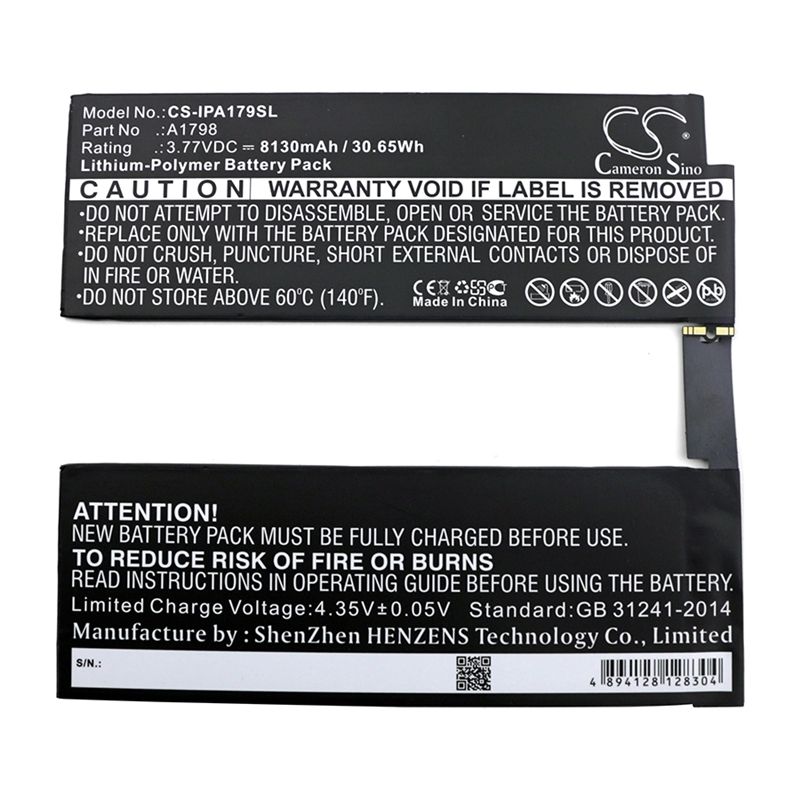 Model No.: CS-IPA179SL
Part No : A1798
Rating : 3.77VDC ⎓ 8130mAh / 30.65Wh
Lithium-Polymer Battery Pack
CS
Cameron Sino
CAUTION WARRANTY VOID IF LABEL IS REMOVED
•DO NOT ATTEMPT TO DISASSEMBLE, OPEN OR SERVICE THE BATTERY PACK.
•REPLACE ONLY WITH THE BATTERY PACK DESIGNATED FOR THIS PRODUCT.
•DO NOT CRUSH, PUNCTURE, SHORT EXTERNAL CONTACTS OR DISPOSE
IN FIRE OR WATER.
•DO NOT STORE ABOVE 60°C (140°F).
CE FC
Made In China
Pb
ATTENTION!
NEW BATTERY PACK MUST BE FULLY CHARGED BEFORE USE.
TO REDUCE RISK OF FIRE OR BURNS
READ INSTRUCTIONS IN OPERATING GUIDE BEFORE USING THE BATTERY.
Limited Charge Voltage:4.35V±0.05V Standard:GB 31241-2014
Manufacture by : ShenZhen HENZENS Technology Co., Limited
S/N.:
4 894128 128304